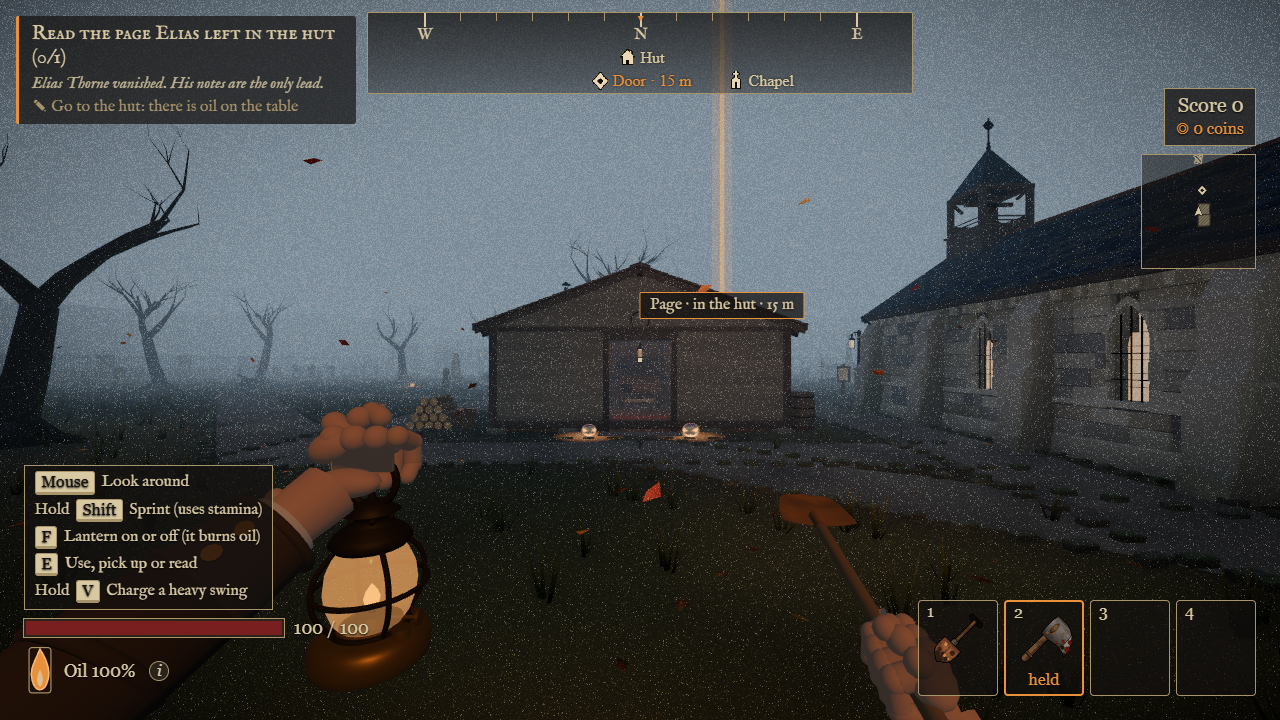 Read the page Elias left in the hut
(0/1)
Elias Thorne vanished. His notes are the only lead.
Go to the hut: there is oil on the table
W N E
Hut
Door · 15 m
Chapel
Score 0
0 coins
N
Page · in the hut · 15 m
Mouse Look around
Hold Shift Sprint (uses stamina)
F Lantern on or off (it burns oil)
E Use, pick up or read
Hold V Charge a heavy swing
100 / 100
Oil 100% i
1 2 3 4
held